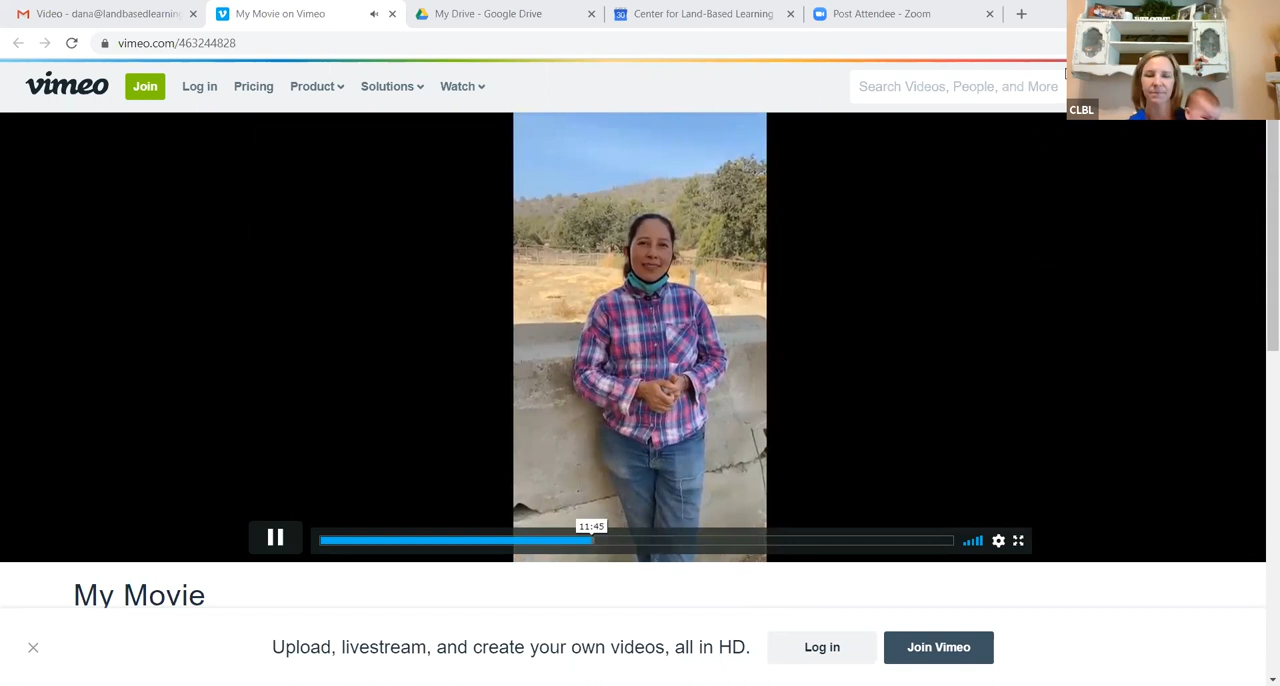 Video - dana@landbasedlearning
My Movie on Vimeo
My Drive - Google Drive
30
Center for Land-Based Learning
Post Attendee - Zoom
vimeo.com/463244828
vimeo
Join
Log in
Pricing
Product
Solutions
Watch
Search Videos, People, and More
CLBL
11:45
My Movie
Upload, livestream, and create your own videos, all in HD.
Log in
Join Vimeo